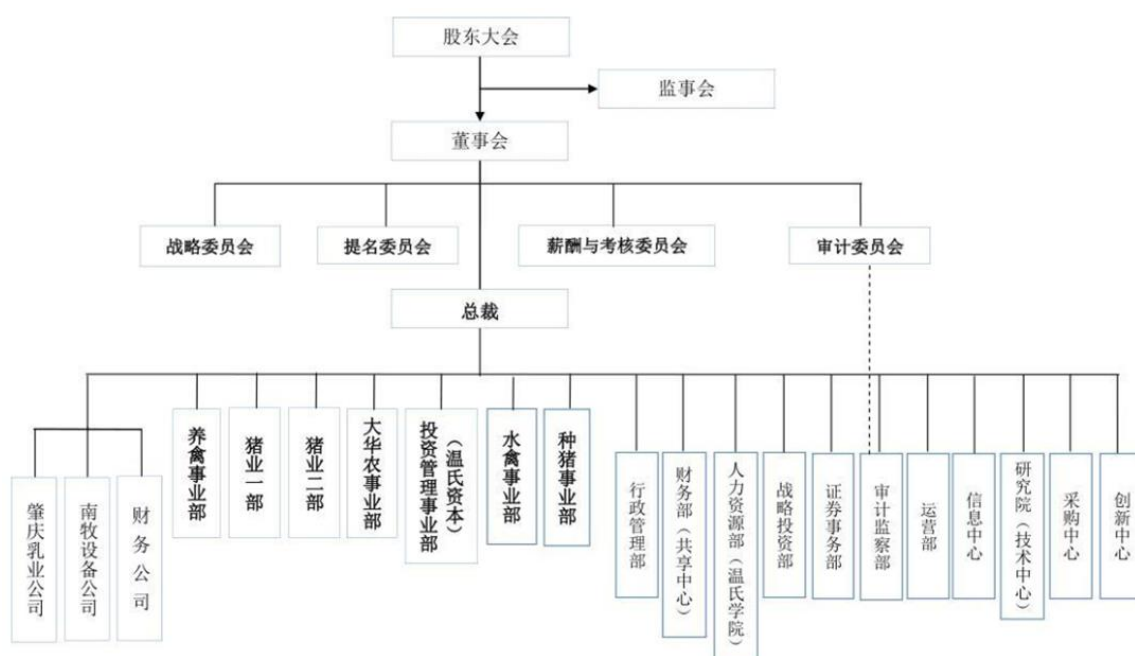 股东大会
监事会
董事会
战略委员会
提名委员会
薪酬与考核委员会
审计委员会
总裁
肇庆乳业公司
南牧设备公司
财务公司
养禽事业部
猪业一部
猪业二部
大华农事业部
投资管理事业部
（温氏资本）
水禽事业部
种猪事业部
行政管理部
财务部（共享中心）
人力资源部（温氏学院）
战略投资部
证券事务部
审计监察部
运营部
信息中心
研究院（技术中心）
采购中心
创新中心